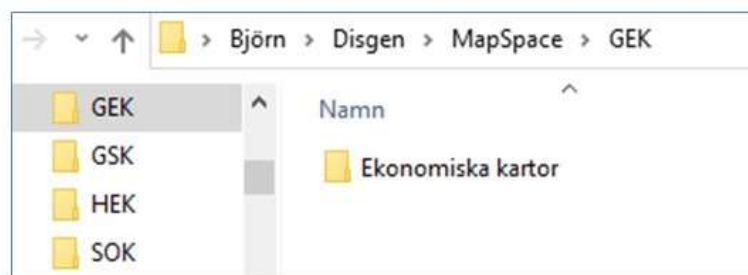 Björn > Disgen > MapSpace > GEK
GEK
GSK
HEK
SOK
Namn
Ekonomiska kartor